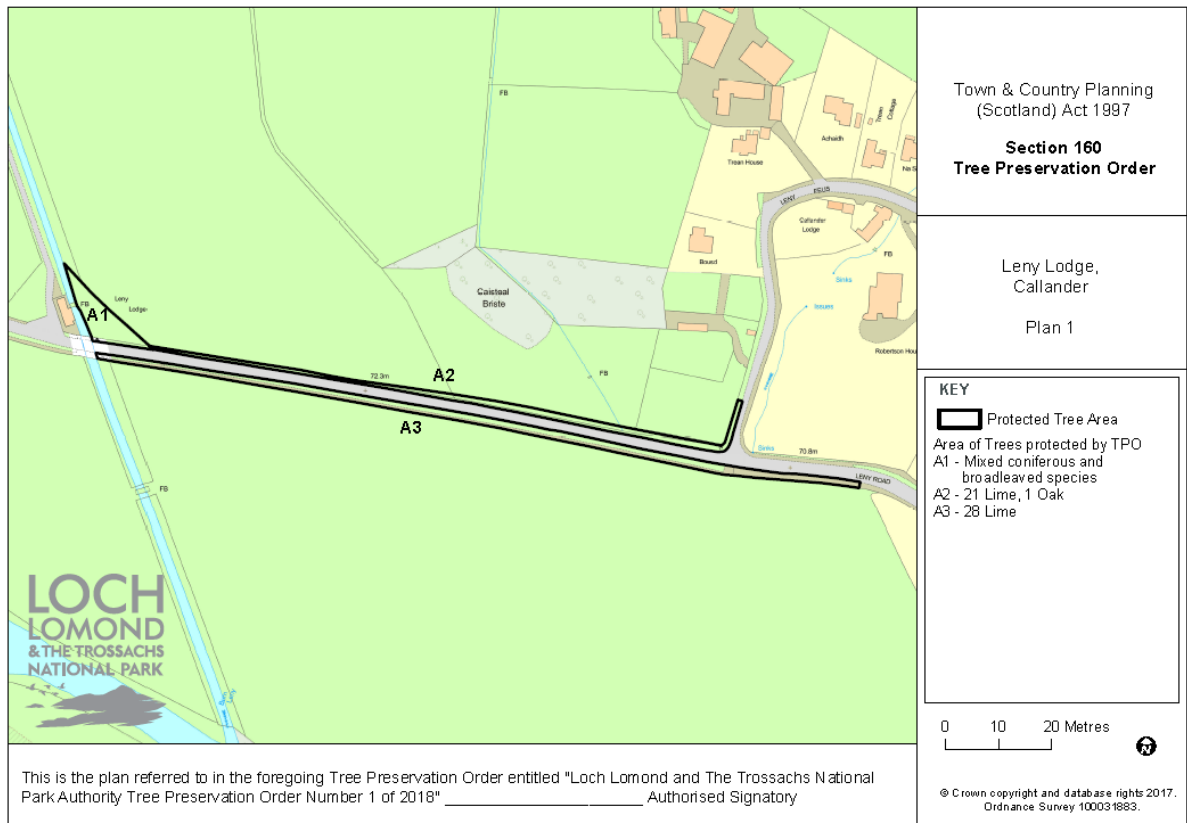 Town & Country Planning
(Scotland) Act 1997
Section 160
Tree Preservation Order
Leny Lodge,
Callander
Plan 1
KEY
Protected Tree Area
Area of Trees protected by TPO
A1 - Mixed coniferous and
broadleaved species
A2 - 21 Lime, 1 Oak
A3 - 28 Lime
0 10 20 Metres
N
© Crown copyright and database rights 2017.
Ordnance Survey 100031883.
FB
Achaidh
Trean
Cottage
Trean House
LENY FEUS
Callander
Lodge
FB
Sinks
Issues
Caisteal
Briste
Leny
Lodge
FB
A1
72.3m
A2
FB
A3
Sinks
70.8m
LENY ROAD
FB
LOCH
LOMOND
& THE TROSSACHS
NATIONAL PARK
This is the plan referred to in the foregoing Tree Preservation Order entitled "Loch Lomond and The Trossachs National
Park Authority Tree Preservation Order Number 1 of 2018" ______________________ Authorised Signatory